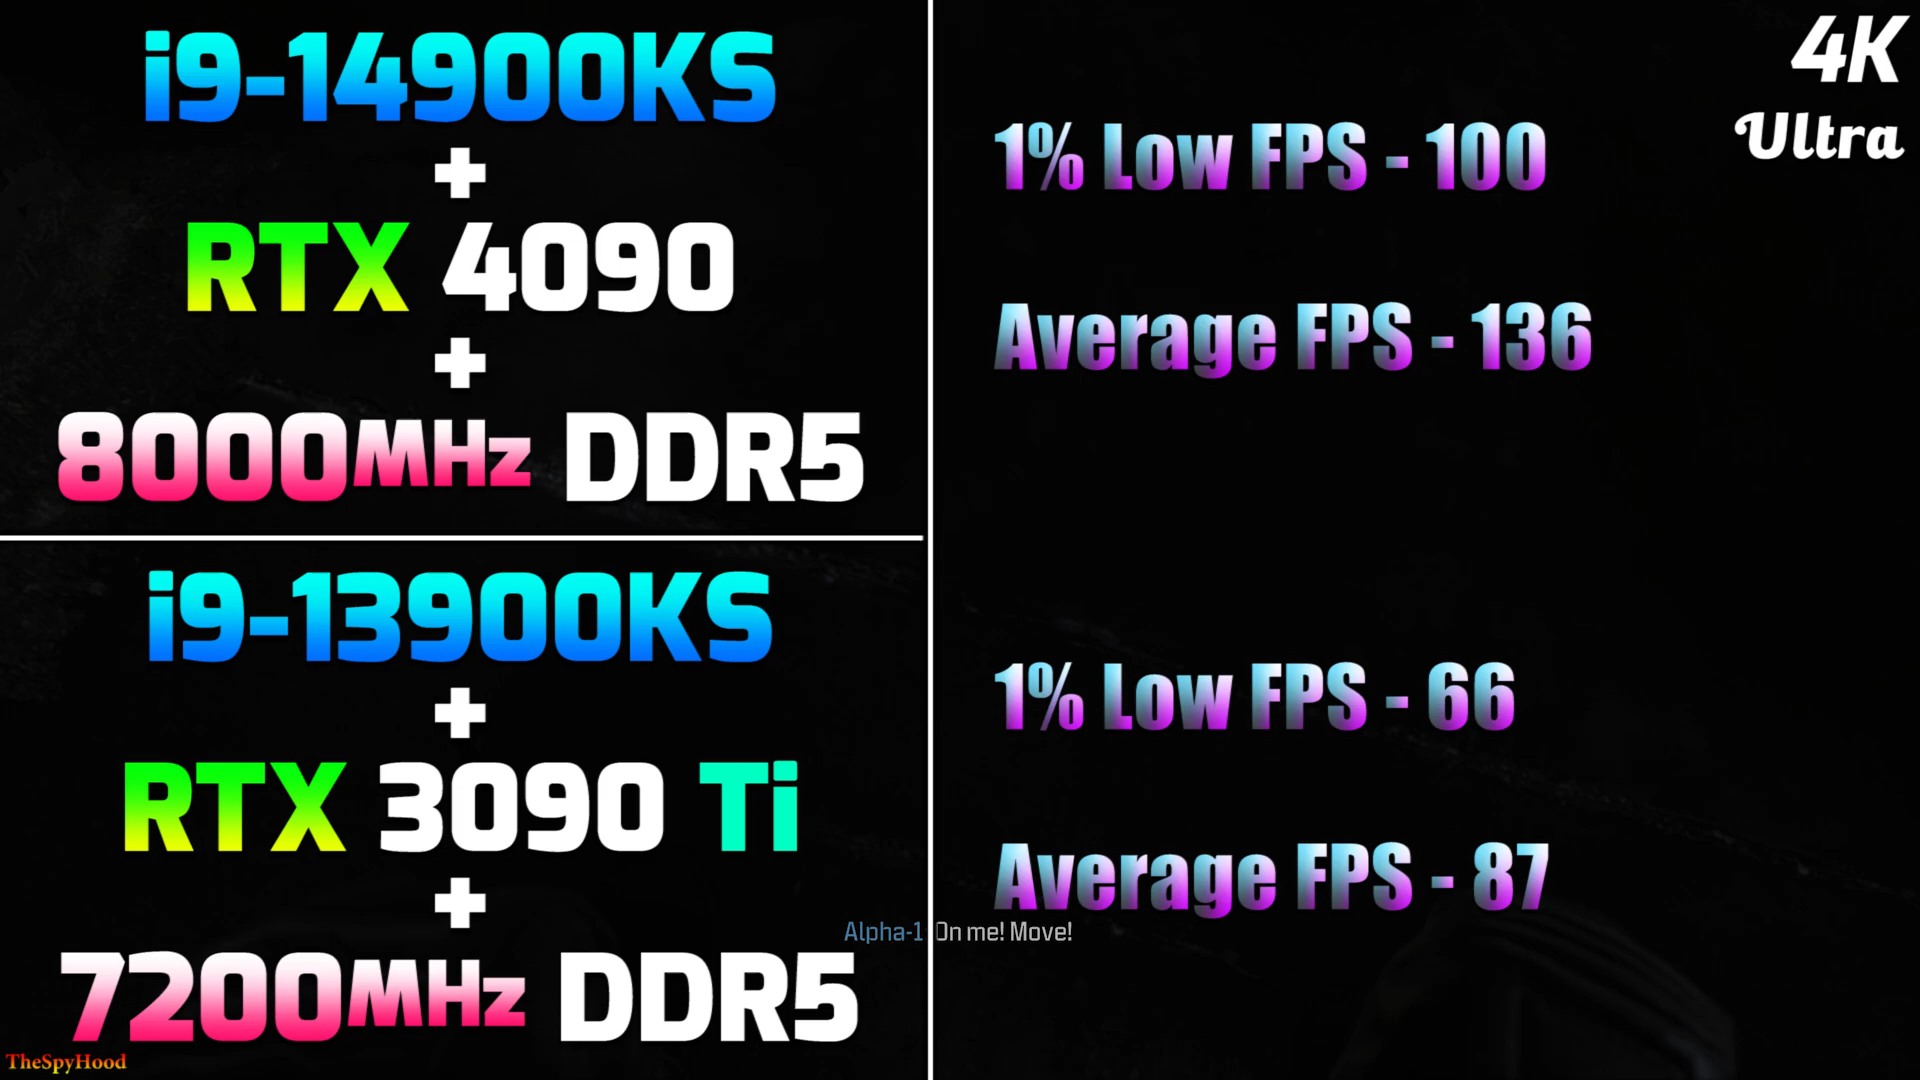 i9-14900KS
+
RTX 4090
+
8000MHz DDR5
1% Low FPS - 100
Average FPS - 136
4K
Ultra
i9-13900KS
+
RTX 3090 Ti
+
7200MHz DDR5
1% Low FPS - 66
Average FPS - 87
Alpha-1: On me! Move!
TheSpyHood